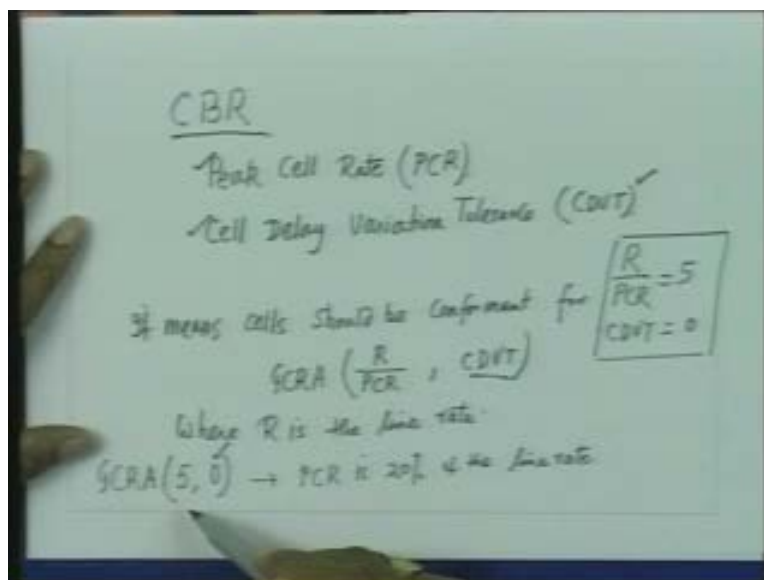 CBR
Peak Cell Rate (PCR)
Cell Delay Variation Tolerance (CDVT)
It means cells should be conformant for
GCRA (R/PCR, CDVT)
R/PCR = 5
CDVT = 0
Where R is the line rate.
GCRA(5, 0) → PCR is 20% of the line rate